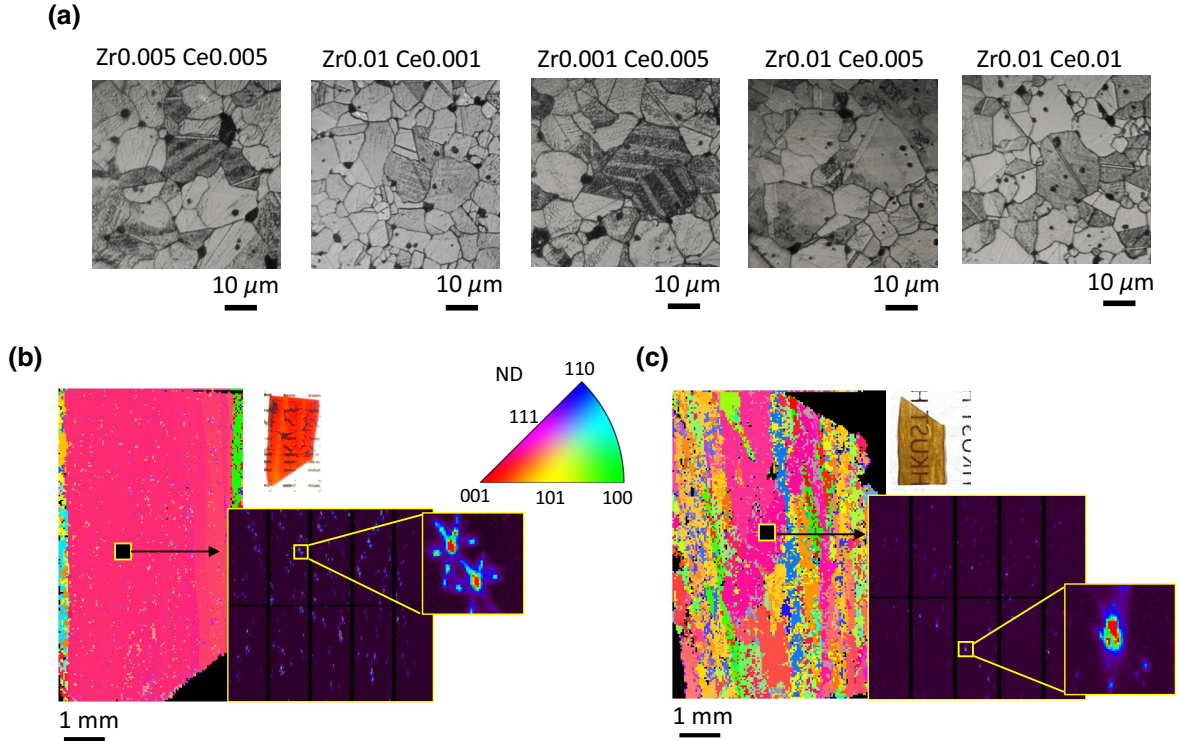 (a)
Zr0.005 Ce0.005
Zr0.01 Ce0.001
Zr0.001 Ce0.005
Zr0.01 Ce0.005
Zr0.01 Ce0.01
10 μm
10 μm
10 μm
10 μm
10 μm
(b)
ND
110
111
001
101
100
1 mm
(c)
HKUST
1 mm